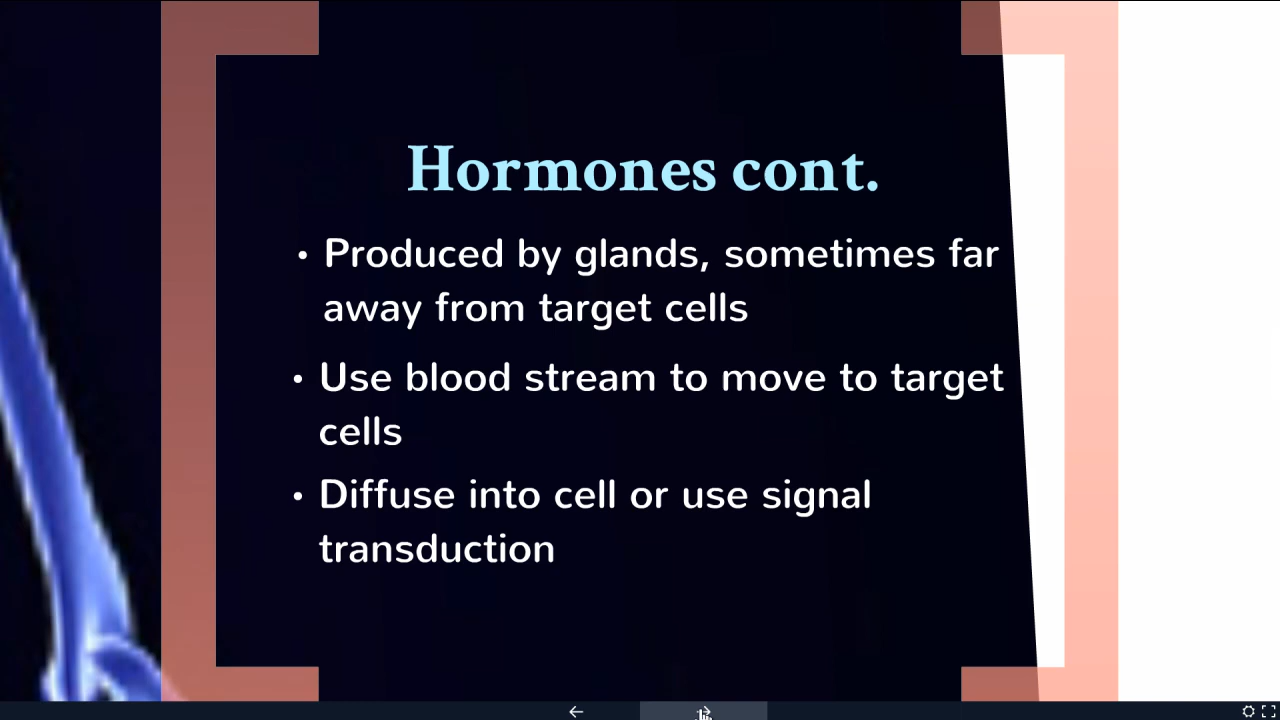 Hormones cont.
• Produced by glands, sometimes far
away from target cells
• Use blood stream to move to target
cells
• Diffuse into cell or use signal
transduction